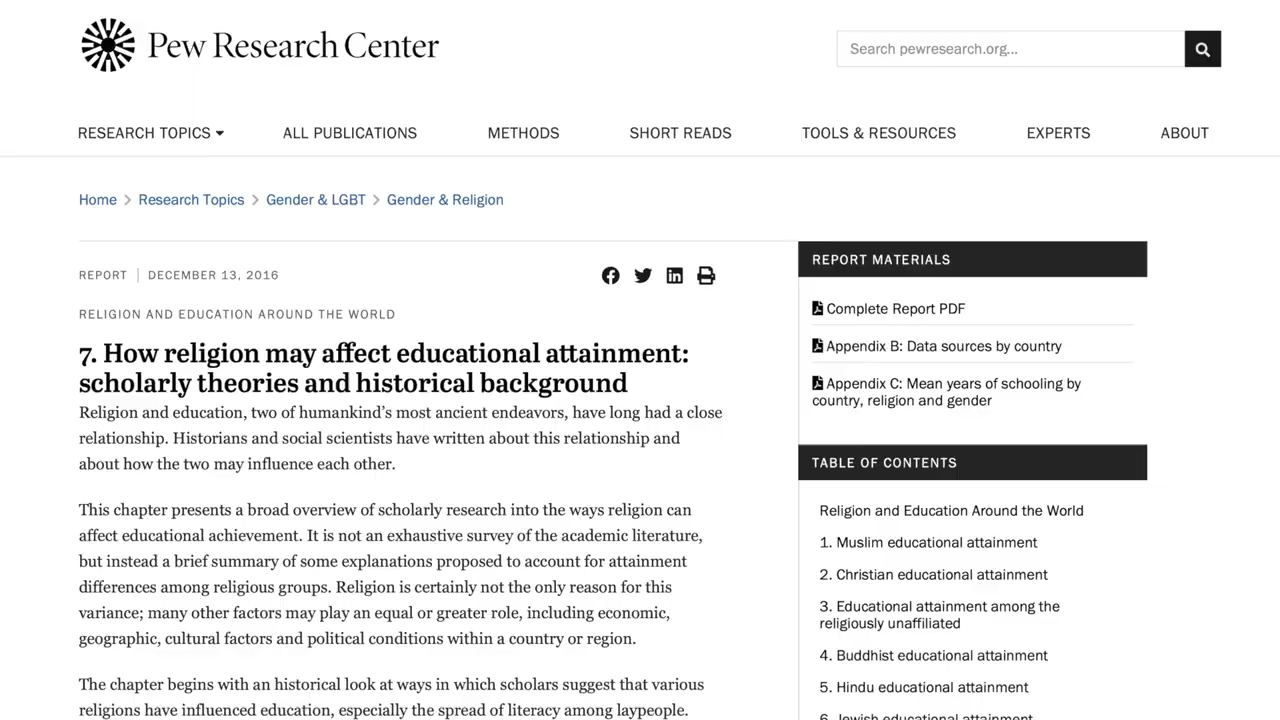 Pew Research Center
Search pewresearch.org...
RESEARCH TOPICS
ALL PUBLICATIONS
METHODS
SHORT READS
TOOLS & RESOURCES
EXPERTS
ABOUT
Home > Research Topics > Gender & LGBT > Gender & Religion
REPORT | DECEMBER 13, 2016
RELIGION AND EDUCATION AROUND THE WORLD
7. How religion may affect educational attainment:
scholarly theories and historical background
Religion and education, two of humankind’s most ancient endeavors, have long had a close
relationship. Historians and social scientists have written about this relationship and
about how the two may influence each other.
This chapter presents a broad overview of scholarly research into the ways religion can
affect educational achievement. It is not an exhaustive survey of the academic literature,
but instead a brief summary of some explanations proposed to account for attainment
differences among religious groups. Religion is certainly not the only reason for this
variance; many other factors may play an equal or greater role, including economic,
geographic, cultural factors and political conditions within a country or region.
The chapter begins with an historical look at ways in which scholars suggest that various
religions have influenced education, especially the spread of literacy among laypeople.
REPORT MATERIALS
Complete Report PDF
Appendix B: Data sources by country
Appendix C: Mean years of schooling by
country, religion and gender
TABLE OF CONTENTS
Religion and Education Around the World
1. Muslim educational attainment
2. Christian educational attainment
3. Educational attainment among the
religiously unaffiliated
4. Buddhist educational attainment
5. Hindu educational attainment
6. Jewish educational attainment